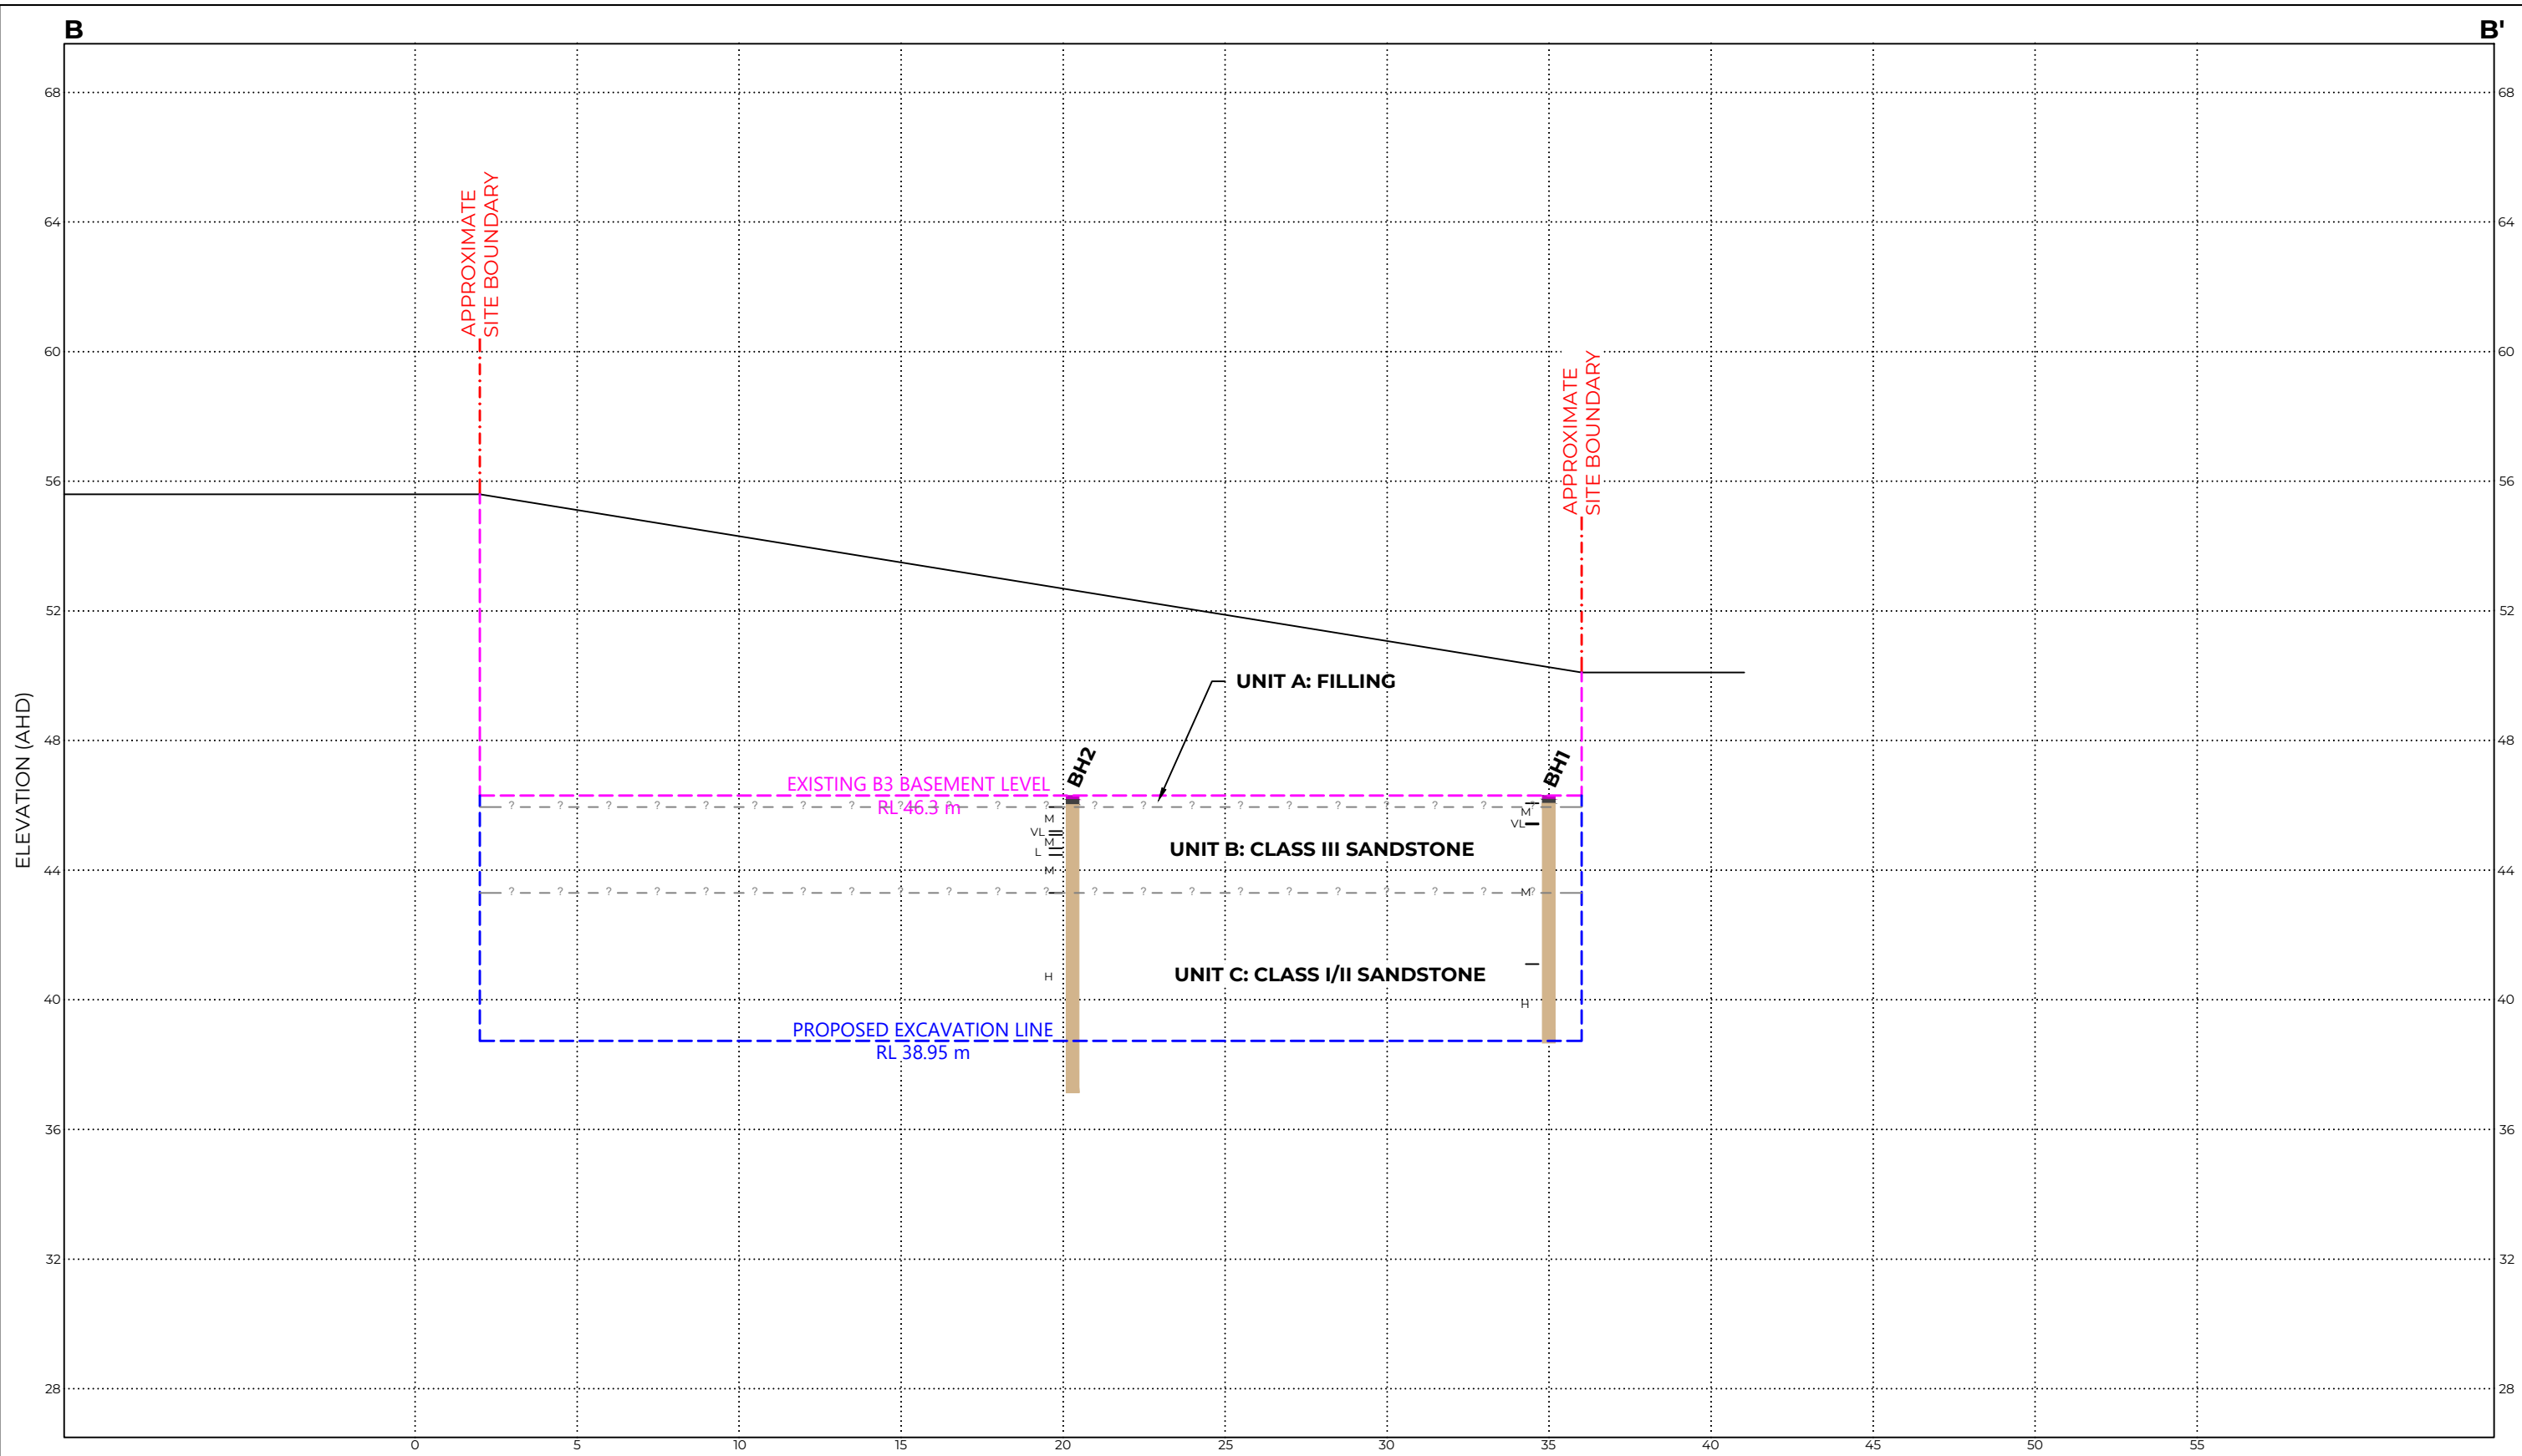 B B'
68 68
APPROXIMATE
SITE BOUNDARY
64 64
60 60
APPROXIMATE
SITE BOUNDARY
56 56
52 52
UNIT A: FILLING
ELEVATION (AHD)
48 48
BH2
BH1
EXISTING B3 BASEMENT LEVEL
RL 46.3 m
? ? ? ? ? ? ? ? ? ? ? ? ? ? ? ? ? ? ? ? ? ?
M
M
VL
VL
M
L
UNIT B: CLASS III SANDSTONE
44 44
M
? ? ? ? ? ? ? ? ? ? ? ? ? ? ? ? ? ? ? ? ? ?
M
H
UNIT C: CLASS I/II SANDSTONE
40 40
H
PROPOSED EXCAVATION LINE
RL 38.95 m
36 36
32 32
28 28
0 5 10 15 20 25 30 35 40 45 50 55